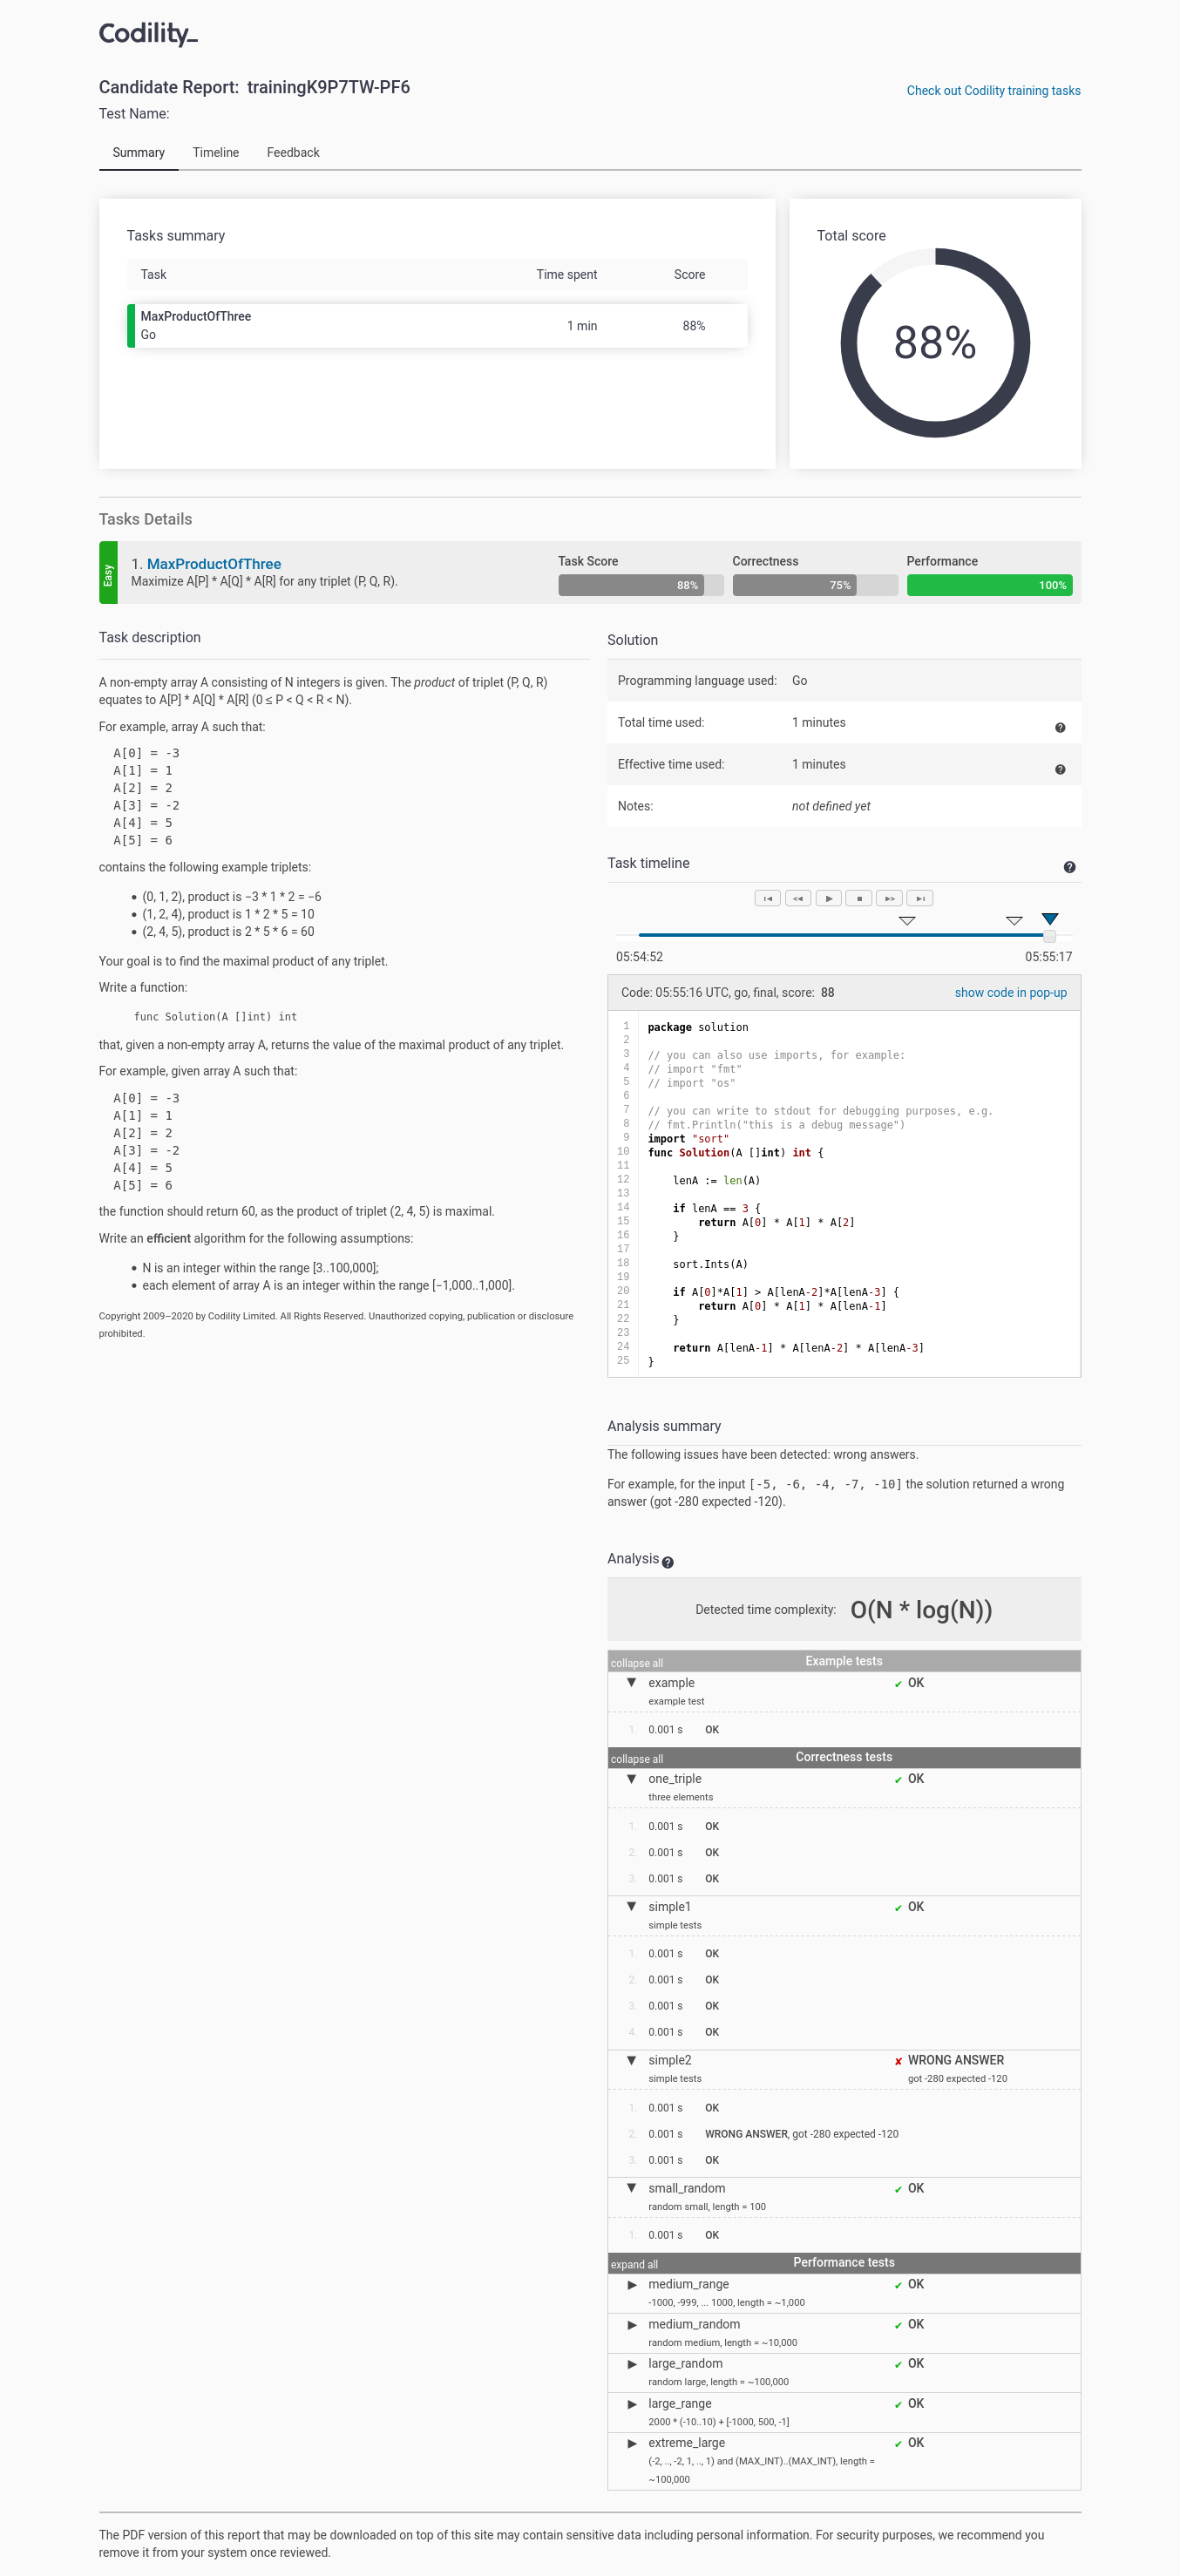 Codility_
Candidate Report: trainingK9P7TW-PF6
Check out Codility training tasks
Test Name:
Summary Timeline Feedback
Tasks summary
Task Time spent Score
MaxProductOfThree
Go
1 min 88%
Total score
88%
Tasks Details
Easy
1. MaxProductOfThree
Maximize A[P] * A[Q] * A[R] for any triplet (P, Q, R).
Task Score Correctness Performance
88% 75% 100%
Task description
A non-empty array A consisting of N integers is given. The product of triplet (P, Q, R)
equates to A[P] * A[Q] * A[R] (0 ≤ P < Q < R < N).
For example, array A such that:
A[0] = -3
A[1] = 1
A[2] = 2
A[3] = -2
A[4] = 5
A[5] = 6
contains the following example triplets:
• (0, 1, 2), product is −3 * 1 * 2 = −6
• (1, 2, 4), product is 1 * 2 * 5 = 10
• (2, 4, 5), product is 2 * 5 * 6 = 60
Your goal is to find the maximal product of any triplet.
Write a function:
func Solution(A []int) int
that, given a non-empty array A, returns the value of the maximal product of any triplet.
For example, given array A such that:
A[0] = -3
A[1] = 1
A[2] = 2
A[3] = -2
A[4] = 5
A[5] = 6
the function should return 60, as the product of triplet (2, 4, 5) is maximal.
Write an efficient algorithm for the following assumptions:
• N is an integer within the range [3..100,000];
• each element of array A is an integer within the range [−1,000..1,000].
Copyright 2009–2020 by Codility Limited. All Rights Reserved. Unauthorized copying, publication or disclosure
prohibited.
Solution
Programming language used: Go
Total time used: 1 minutes ?
Effective time used: 1 minutes ?
Notes: not defined yet
Task timeline ?
05:54:52 05:55:17
Code: 05:55:16 UTC, go, final, score: 88 show code in pop-up
1 package solution
2
3 // you can also use imports, for example:
4 // import "fmt"
5 // import "os"
6
7 // you can write to stdout for debugging purposes, e.g.
8 // fmt.Println("this is a debug message")
9 import "sort"
10 func Solution(A []int) int {
11
12 lenA := len(A)
13
14 if lenA == 3 {
15 return A[0] * A[1] * A[2]
16 }
17
18 sort.Ints(A)
19
20 if A[0]*A[1] > A[lenA-2]*A[lenA-3] {
21 return A[0] * A[1] * A[lenA-1]
22 }
23
24 return A[lenA-1] * A[lenA-2] * A[lenA-3]
25 }
Analysis summary
The following issues have been detected: wrong answers.
For example, for the input [-5, -6, -4, -7, -10] the solution returned a wrong
answer (got -280 expected -120).
Analysis ?
Detected time complexity: O(N * log(N))
collapse all Example tests
▼ example ✔ OK
example test
1. 0.001 s OK
collapse all Correctness tests
▼ one_triple ✔ OK
three elements
1. 0.001 s OK
2. 0.001 s OK
3. 0.001 s OK
▼ simple1 ✔ OK
simple tests
1. 0.001 s OK
2. 0.001 s OK
3. 0.001 s OK
4. 0.001 s OK
▼ simple2 ✘ WRONG ANSWER
simple tests got -280 expected -120
1. 0.001 s OK
2. 0.001 s WRONG ANSWER, got -280 expected -120
3. 0.001 s OK
▼ small_random ✔ OK
random small, length = 100
1. 0.001 s OK
expand all Performance tests
▶ medium_range ✔ OK
-1000, -999, ... 1000, length = ~1,000
▶ medium_random ✔ OK
random medium, length = ~10,000
▶ large_random ✔ OK
random large, length = ~100,000
▶ large_range ✔ OK
2000 * (-10..10) + [-1000, 500, -1]
▶ extreme_large ✔ OK
(-2, .., -2, 1, .., 1) and (MAX_INT)..(MAX_INT), length =
~100,000
The PDF version of this report that may be downloaded on top of this site may contain sensitive data including personal information. For security purposes, we recommend you
remove it from your system once reviewed.